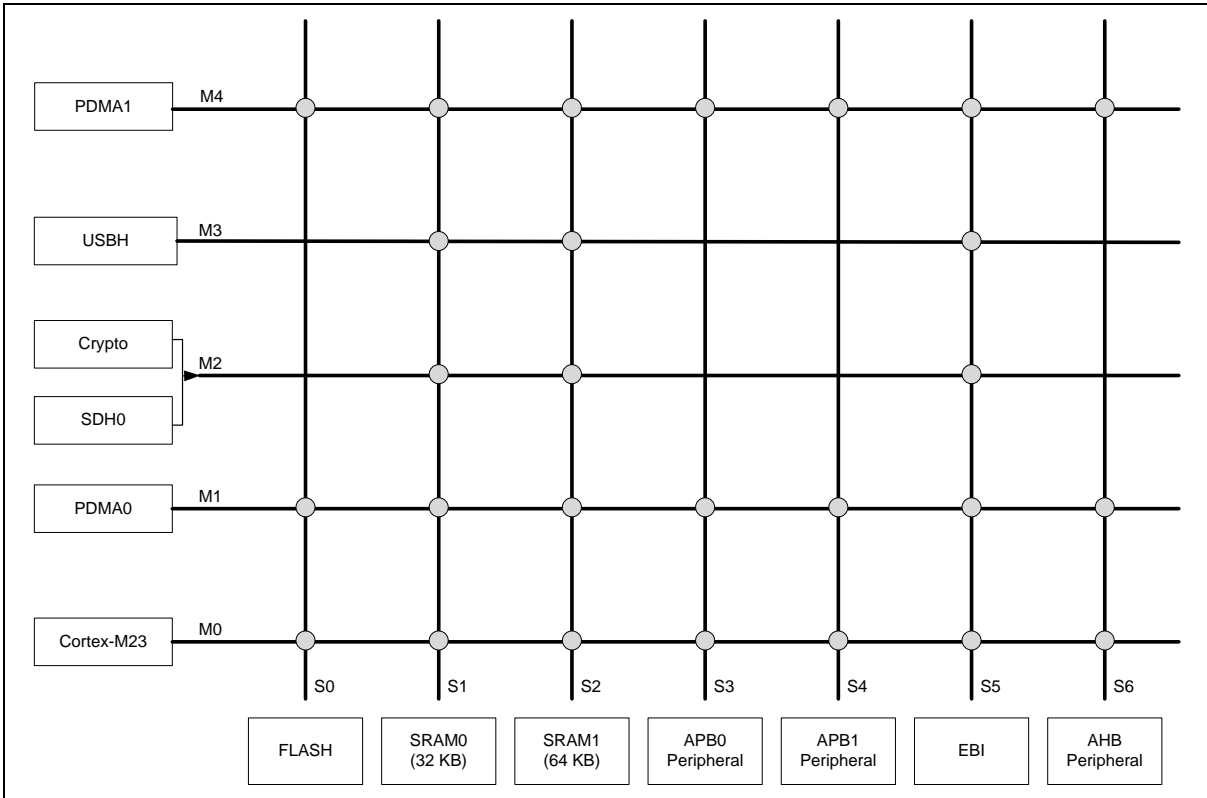 PDMA1
M4
USBH
M3
Crypto
M2
SDH0
PDMA0
M1
Cortex-M23
M0
S0
S1
S2
S3
S4
S5
S6
FLASH
SRAM0
(32 KB)
SRAM1
(64 KB)
APB0
Peripheral
APB1
Peripheral
EBI
AHB
Peripheral